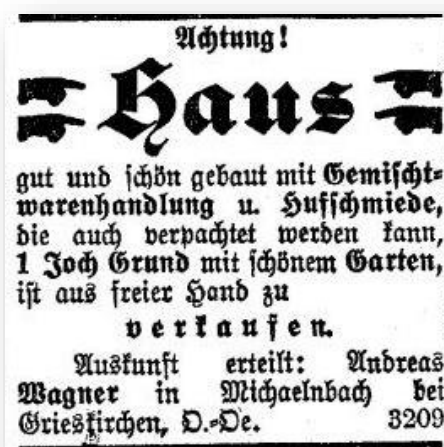 Achtung!
Haus
gut und schön gebaut mit Gemischt-
warenhandlung u. Hufschmiede,
die auch verpachtet werden kann,
1 Joch Grund mit schönem Garten,
ist aus freier Hand zu
verkaufen.
Auskunft erteilt: Andreas
Wagner in Michaelnbach bei
Grieskirchen, O.-Oe. 3209